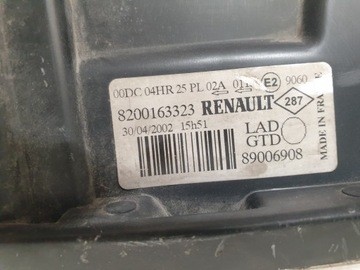 00DC 04HR 25 PL 02A E2 9060
8200163323 RENAULT 287
30/04/2002 15h51
LAD
GTD
89006908
MADE IN FRANCE